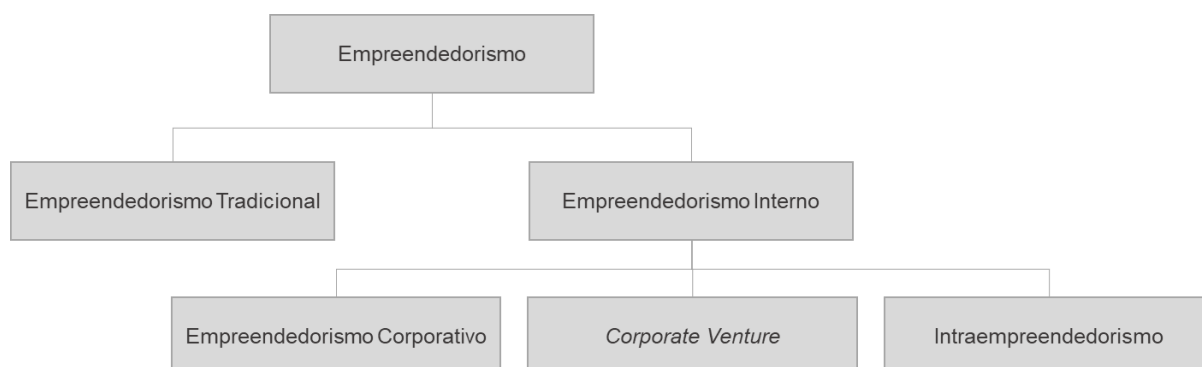 Empreendedorismo
Empreendedorismo Tradicional
Empreendedorismo Interno
Empreendedorismo Corporativo
Corporate Venture
Intraempreendedorismo